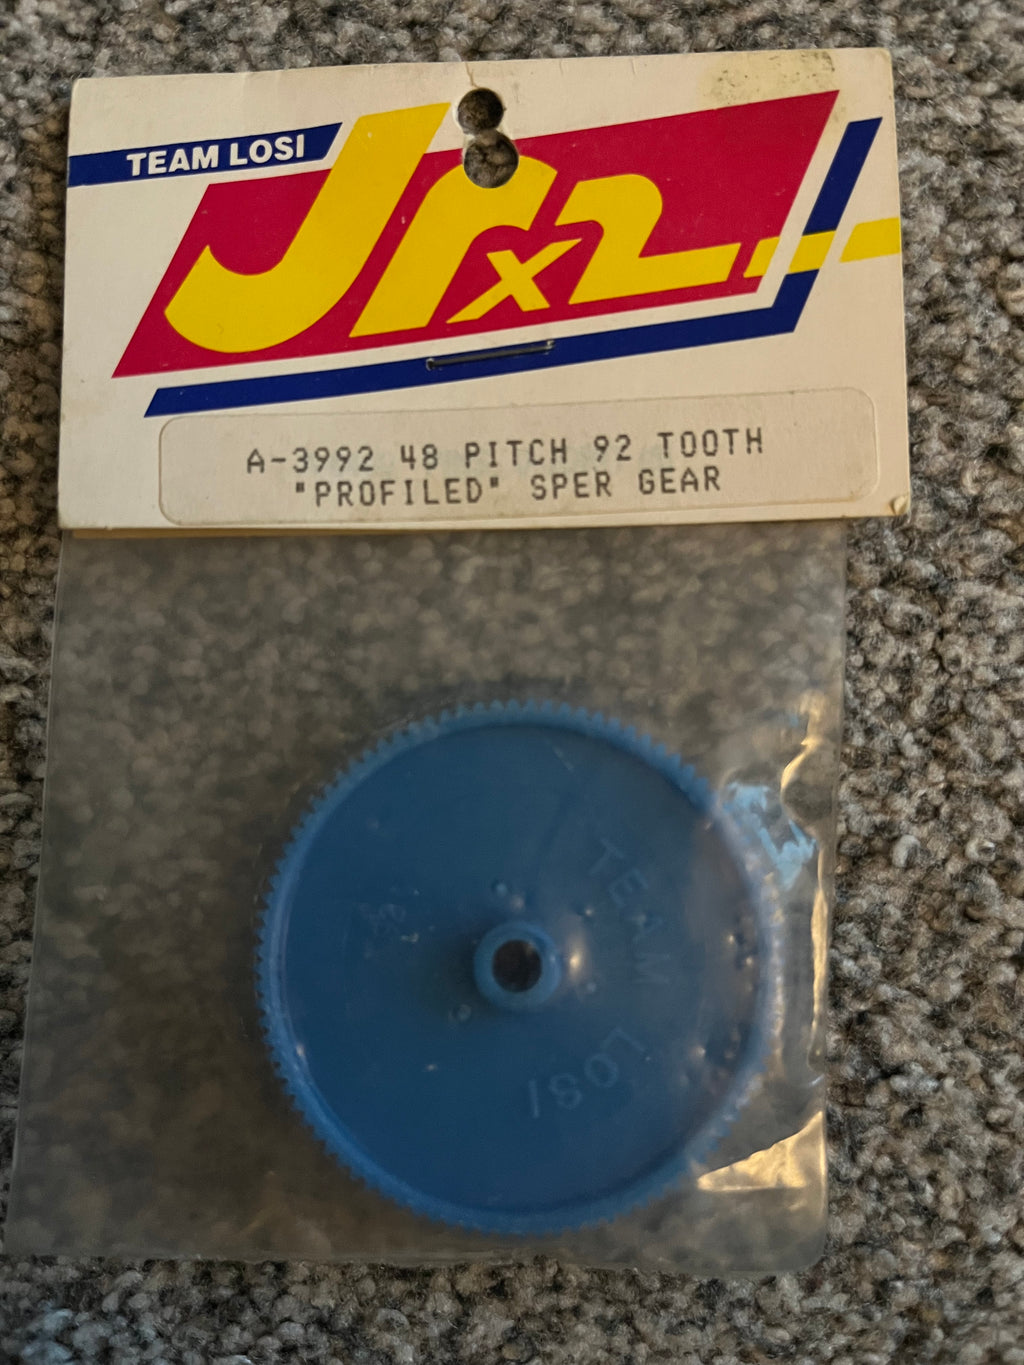 TEAM LOSI
Jrx2
A-3992 48 PITCH 92 TOOTH
"PROFILED" SPER GEAR
TEAM LOSI